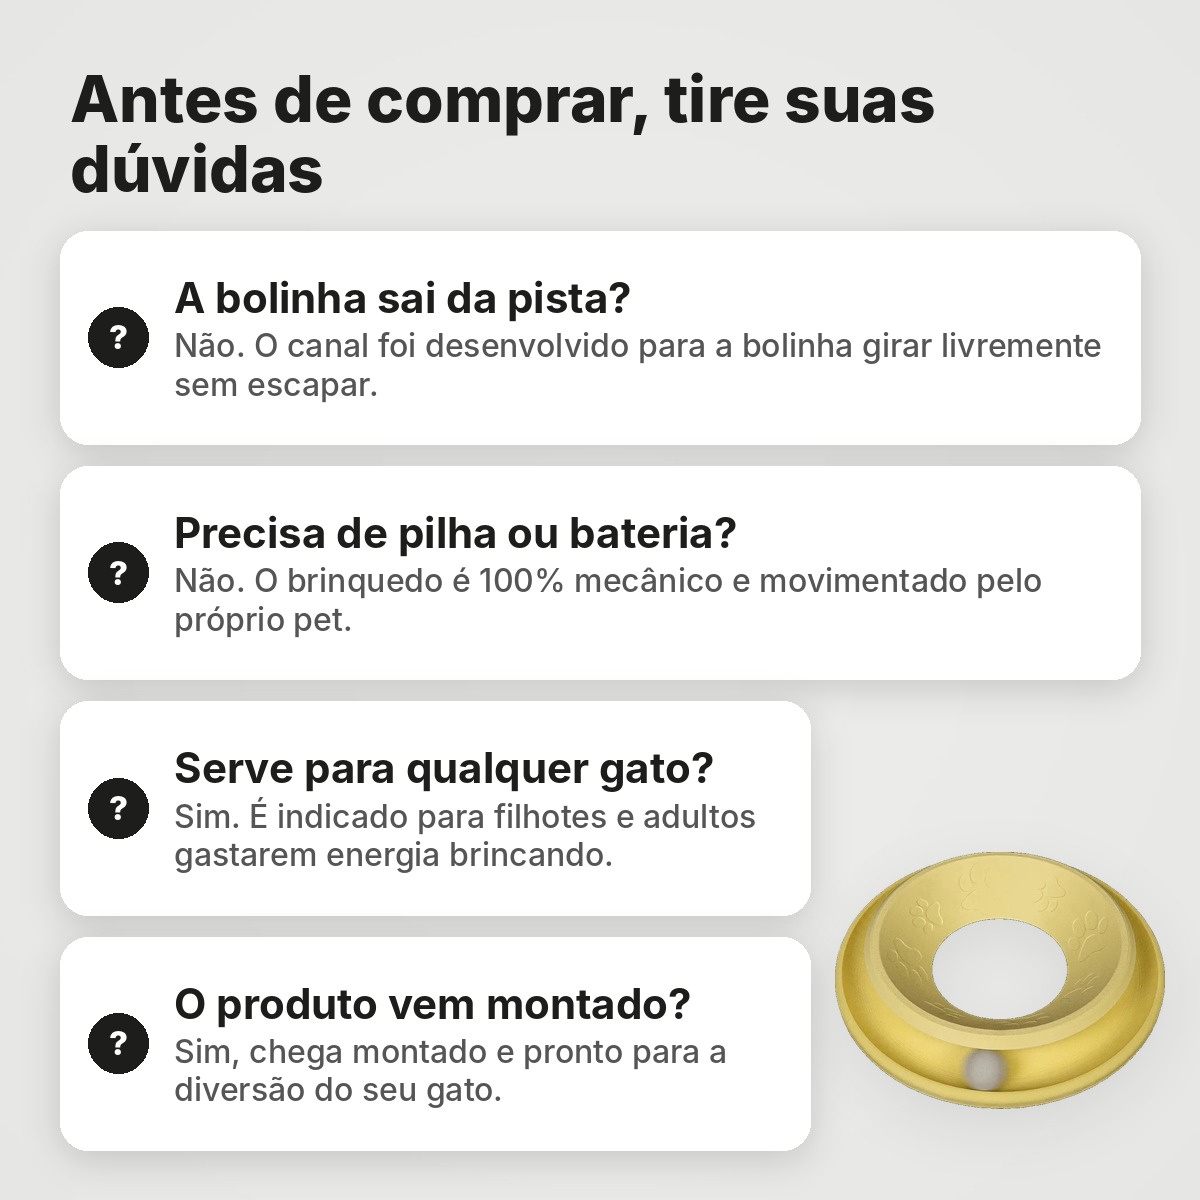 Antes de comprar, tire suas
dúvidas
?
A bolinha sai da pista?
Não. O canal foi desenvolvido para a bolinha girar livremente
sem escapar.
?
Precisa de pilha ou bateria?
Não. O brinquedo é 100% mecânico e movimentado pelo
próprio pet.
?
Serve para qualquer gato?
Sim. É indicado para filhotes e adultos
gastarem energia brincando.
?
O produto vem montado?
Sim, chega montado e pronto para a
diversão do seu gato.